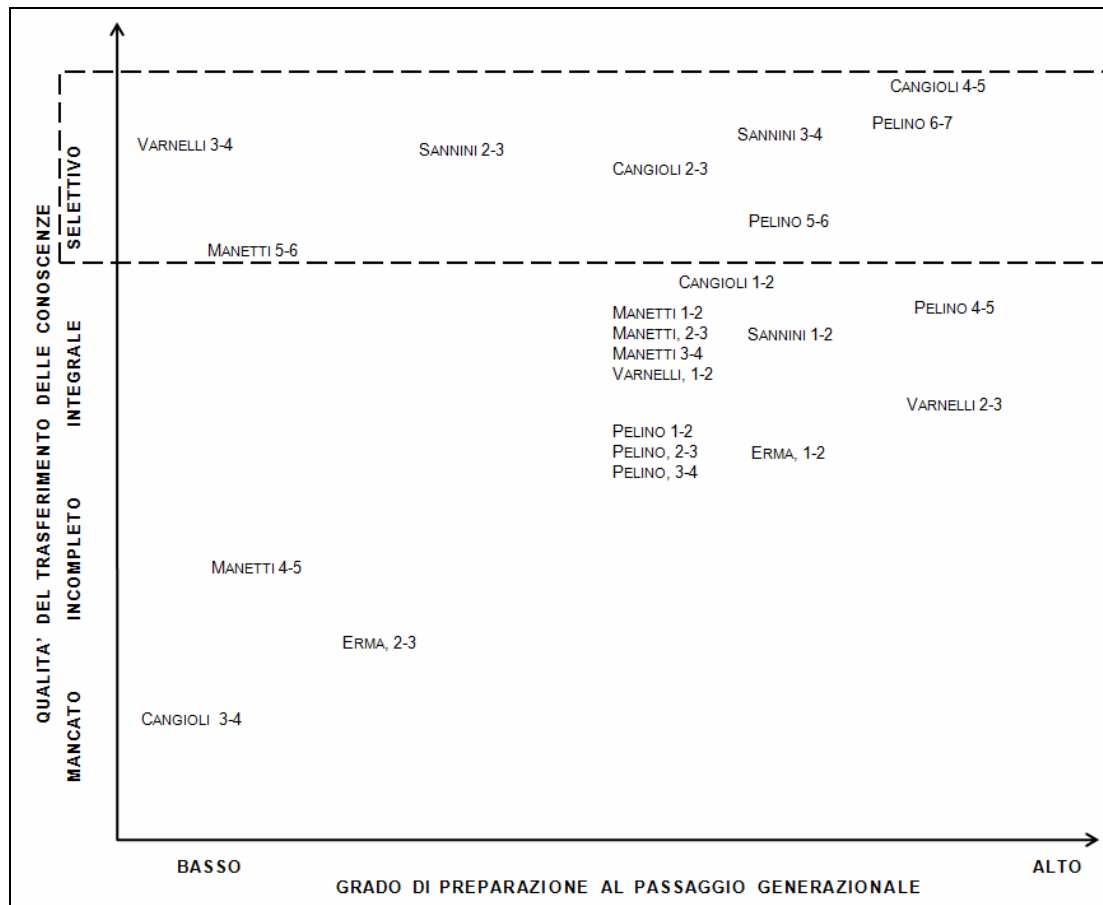 QUALITA' DEL TRASFERIMENTO DELLE CONOSCENZE
MANCATO INCOMPLETO INTEGRALE SELETTIVO
CANGIOLI 4-5
PELINO 6-7
SANNINI 3-4
VARNELLI 3-4
SANNINI 2-3
CANGIOLI 2-3
PELINO 5-6
MANETTI 5-6
CANGIOLI 1-2
PELINO 4-5
MANETTI 1-2
MANETTI, 2-3
SANNINI 1-2
MANETTI 3-4
VARNELLI, 1-2
VARNELLI 2-3
PELINO 1-2
PELINO, 2-3
ERMA, 1-2
PELINO, 3-4
MANETTI 4-5
ERMA, 2-3
CANGIOLI 3-4
BASSO
ALTO
GRADO DI PREPARAZIONE AL PASSAGGIO GENERAZIONALE